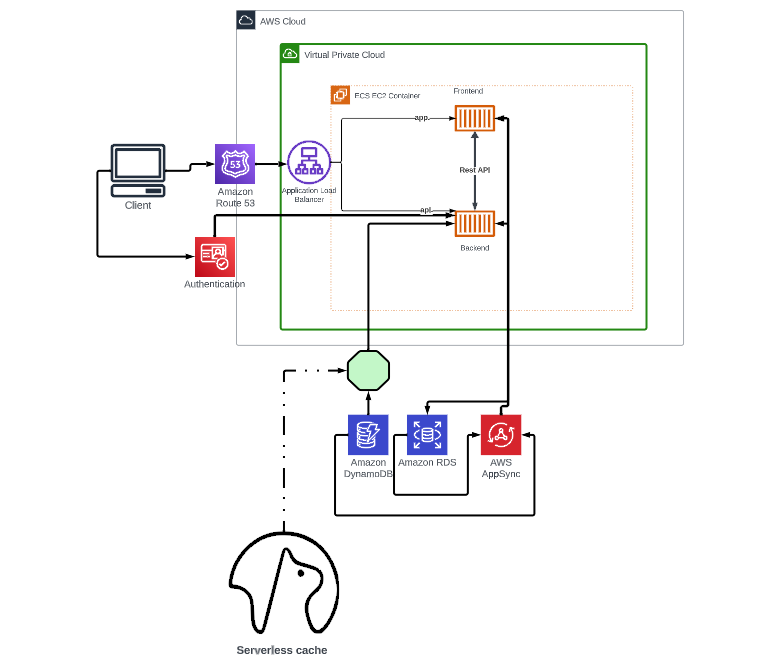 AWS Cloud
Virtual Private Cloud
ECS EC2 Container
Frontend
app.
53
Rest API
Application Load
Balancer
Client
Amazon
Route 53
api.
Backend
Authentication
Amazon
DynamoDB
Amazon RDS
AWS
AppSync
Serverless cache